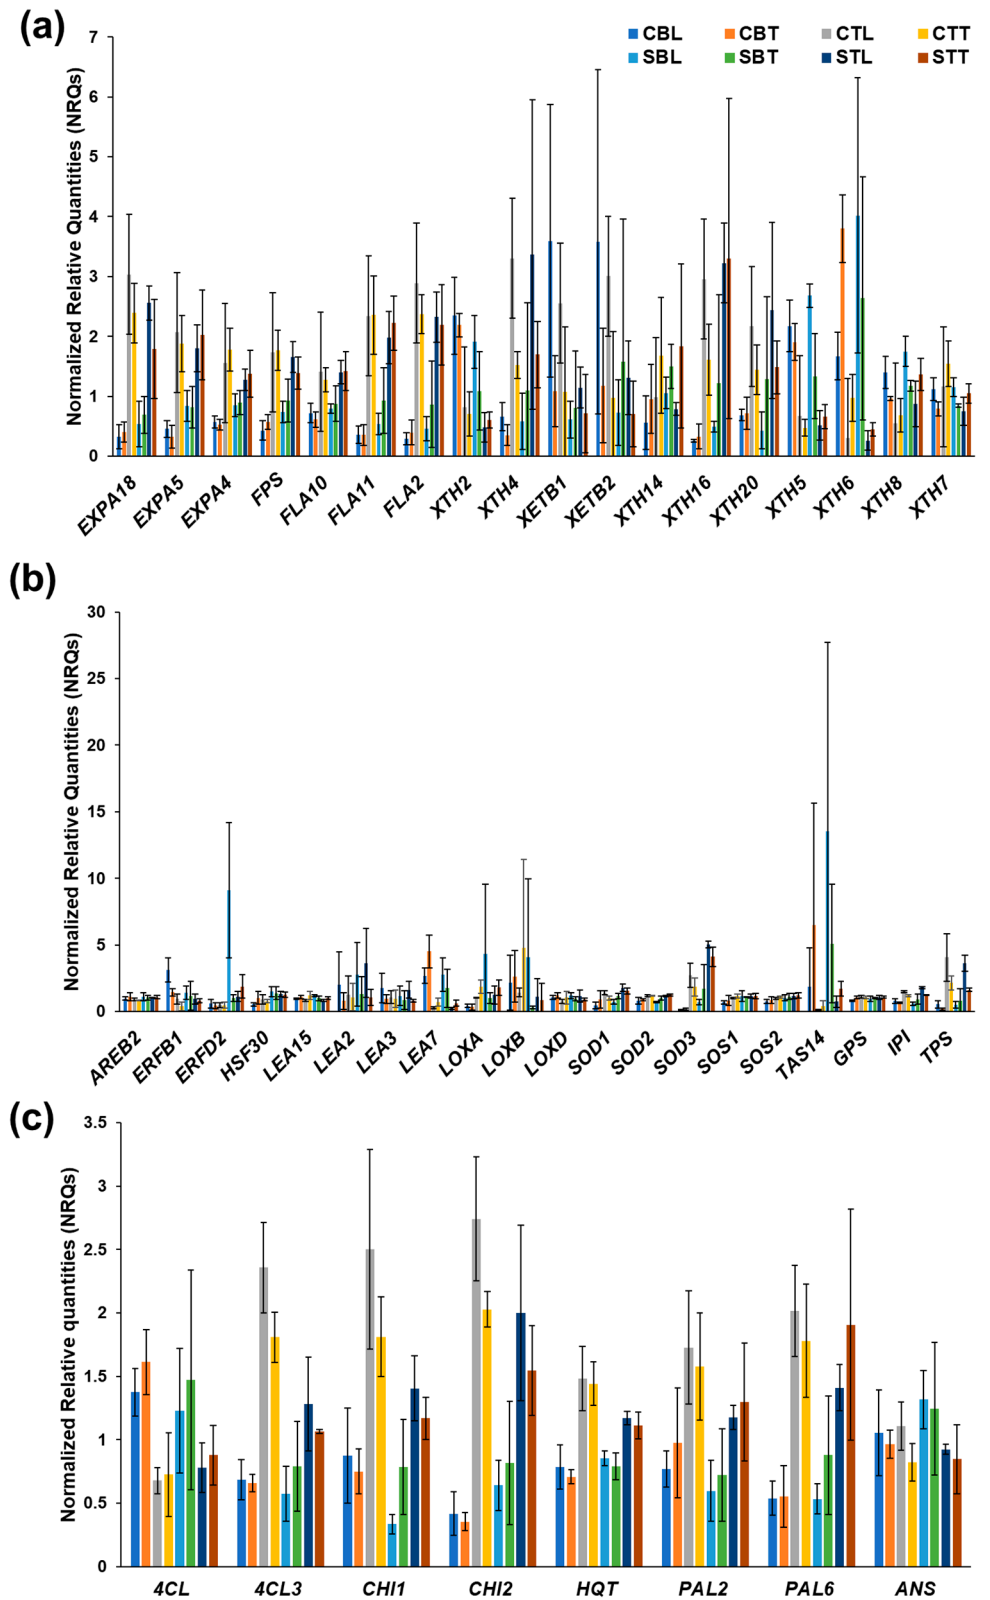 (a)
Normalized Relative Quantities (NRQs)
CBL CBT CTL CTT
SBL SBT STL STT
7
6
5
4
3
2
1
0
EXPA18 EXPA5 EXPA4 FPS FLA10 FLA11 FLA2 XTH2 XTH4 XETB1 XETB2 XTH14 XTH16 XTH20 XTH5 XTH6 XTH8 XTH7
(b)
Normalized Relative Quantities (NRQs)
30
25
20
15
10
5
0
AREB2 ERFB1 ERFD2 HSF30 LEA15 LEA2 LEA3 LEA7 LOXA LOXB LOXD SOD1 SOD2 SOD3 SOS1 SOS2 TAS14 GPS IPI TPS
(c)
Normalized Relative quantities (NRQs)
3.5
3
2.5
2
1.5
1
0.5
0
4CL 4CL3 CHI1 CHI2 HQT PAL2 PAL6 ANS